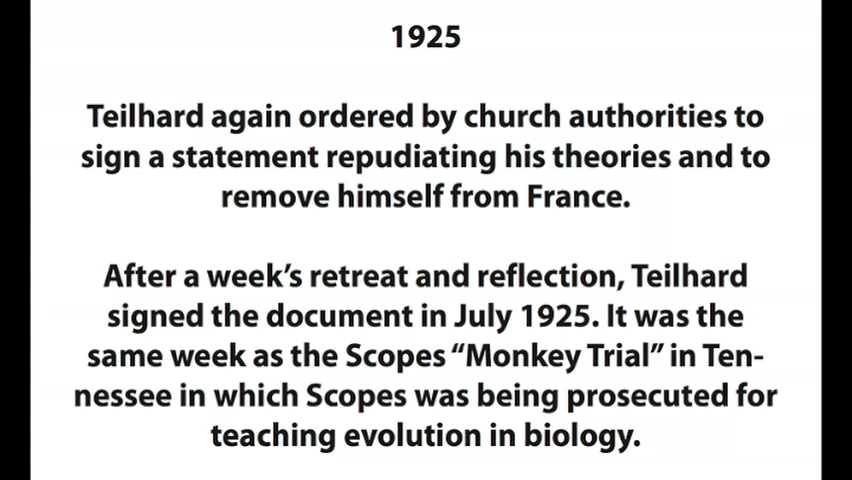 1925
Teilhard again ordered by church authorities to
sign a statement repudiating his theories and to
remove himself from France.
After a week’s retreat and reflection, Teilhard
signed the document in July 1925. It was the
same week as the Scopes “Monkey Trial” in Ten-
nessee in which Scopes was being prosecuted for
teaching evolution in biology.